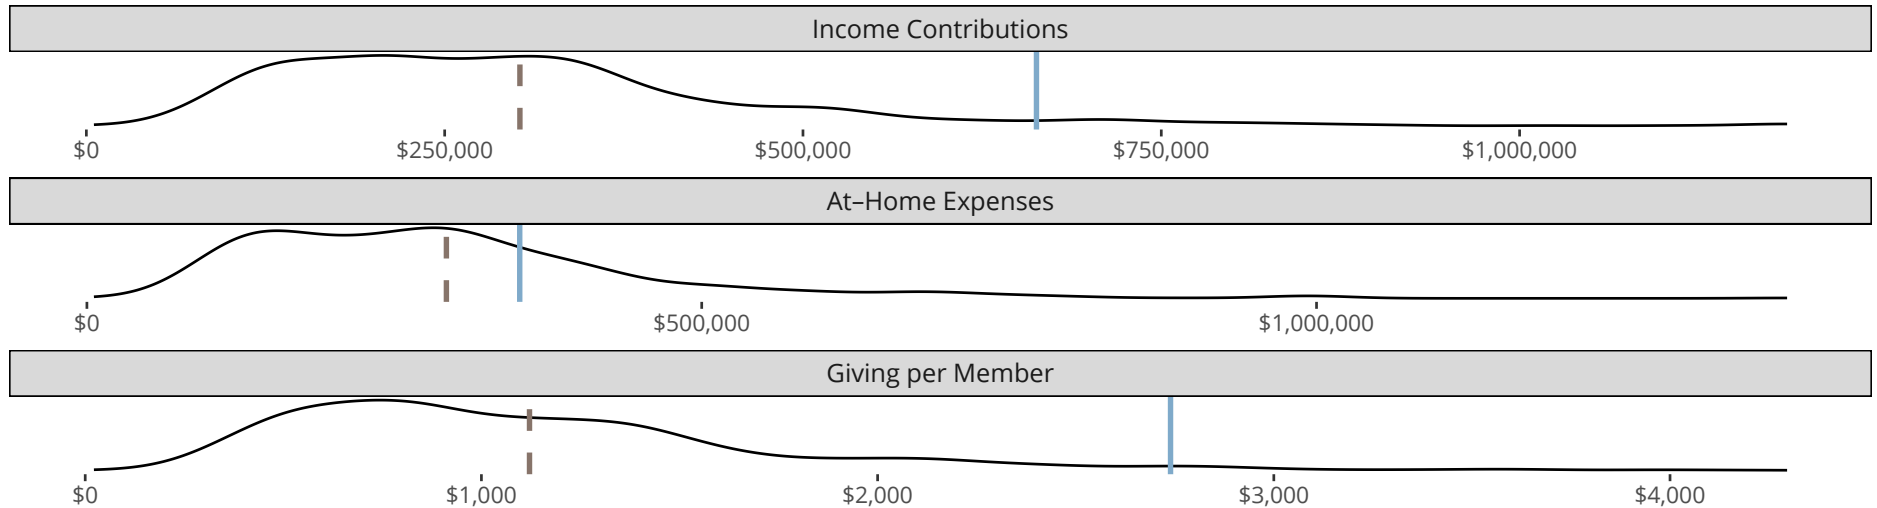 Income Contributions
$0 $250,000 $500,000 $750,000 $1,000,000
At–Home Expenses
$0 $500,000 $1,000,000
Giving per Member
$0 $1,000 $2,000 $3,000 $4,000